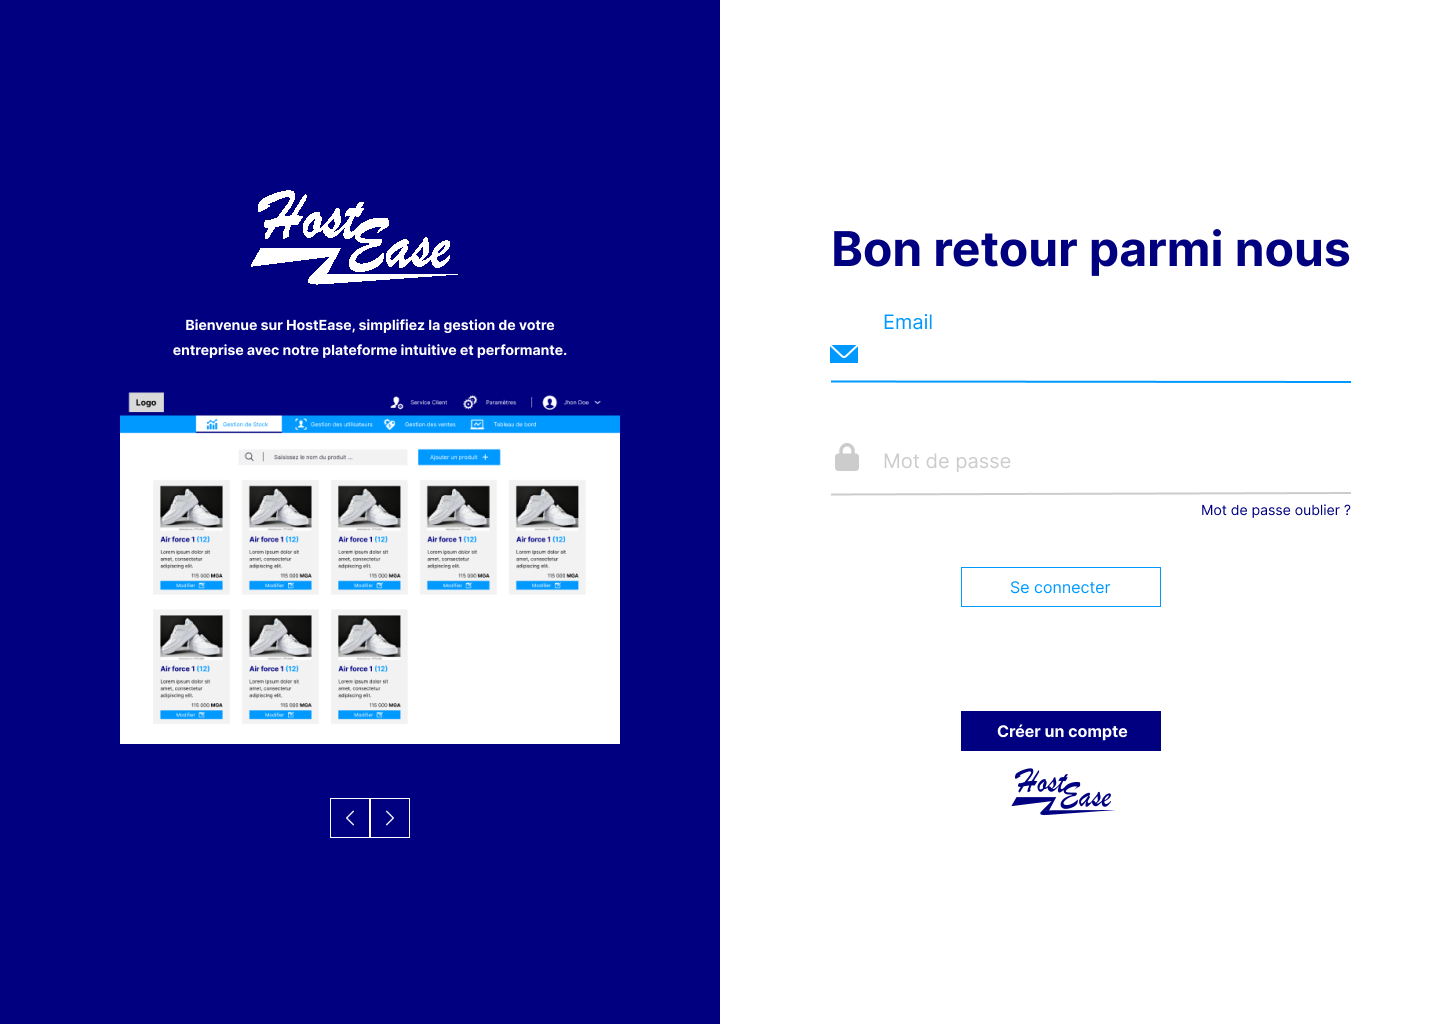 Host
Ease
Bienvenue sur HostEase, simplifiez la gestion de votre
entreprise avec notre plateforme intuitive et performante.
Logo
Service Client
Paramètres
Jhon Doe
Gestion de Stock
Gestion des utilisateurs
Gestion des ventes
Tableau de bord
Saisissez le nom du produit ...
Ajouter un produit +
Air force 1 (12)
Lorem ipsum dolor sit
amet, consectetur
adipiscing elit.
115 000 MGA
Modifier
Air force 1 (12)
Lorem ipsum dolor sit
amet, consectetur
adipiscing elit.
115 000 MGA
Modifier
Air force 1 (12)
Lorem ipsum dolor sit
amet, consectetur
adipiscing elit.
115 000 MGA
Modifier
Air force 1 (12)
Lorem ipsum dolor sit
amet, consectetur
adipiscing elit.
115 000 MGA
Modifier
Air force 1 (12)
Lorem ipsum dolor sit
amet, consectetur
adipiscing elit.
115 000 MGA
Modifier
Air force 1 (12)
Lorem ipsum dolor sit
amet, consectetur
adipiscing elit.
115 000 MGA
Modifier
Air force 1 (12)
Lorem ipsum dolor sit
amet, consectetur
adipiscing elit.
115 000 MGA
Modifier
Air force 1 (12)
Lorem ipsum dolor sit
amet, consectetur
adipiscing elit.
115 000 MGA
Modifier
Bon retour parmi nous
Email
Mot de passe
Mot de passe oublier ?
Se connecter
Créer un compte
Host
Ease